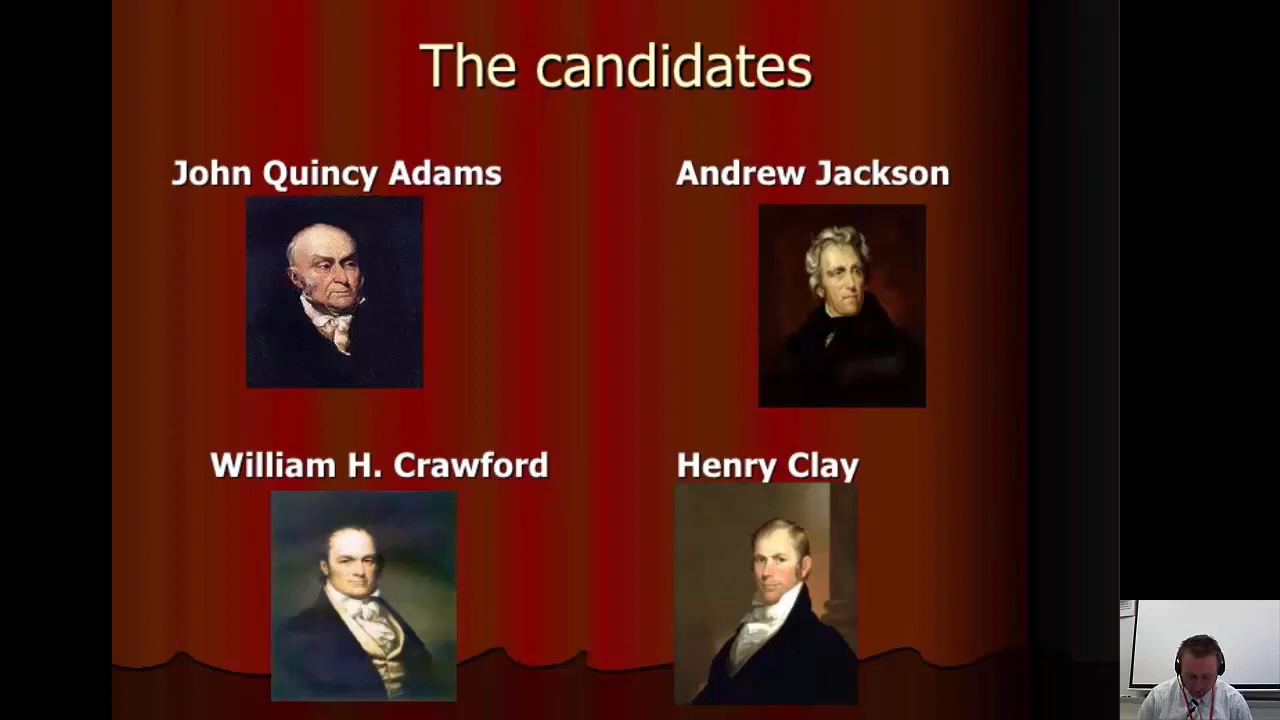 The candidates
John Quincy Adams
Andrew Jackson
William H. Crawford
Henry Clay